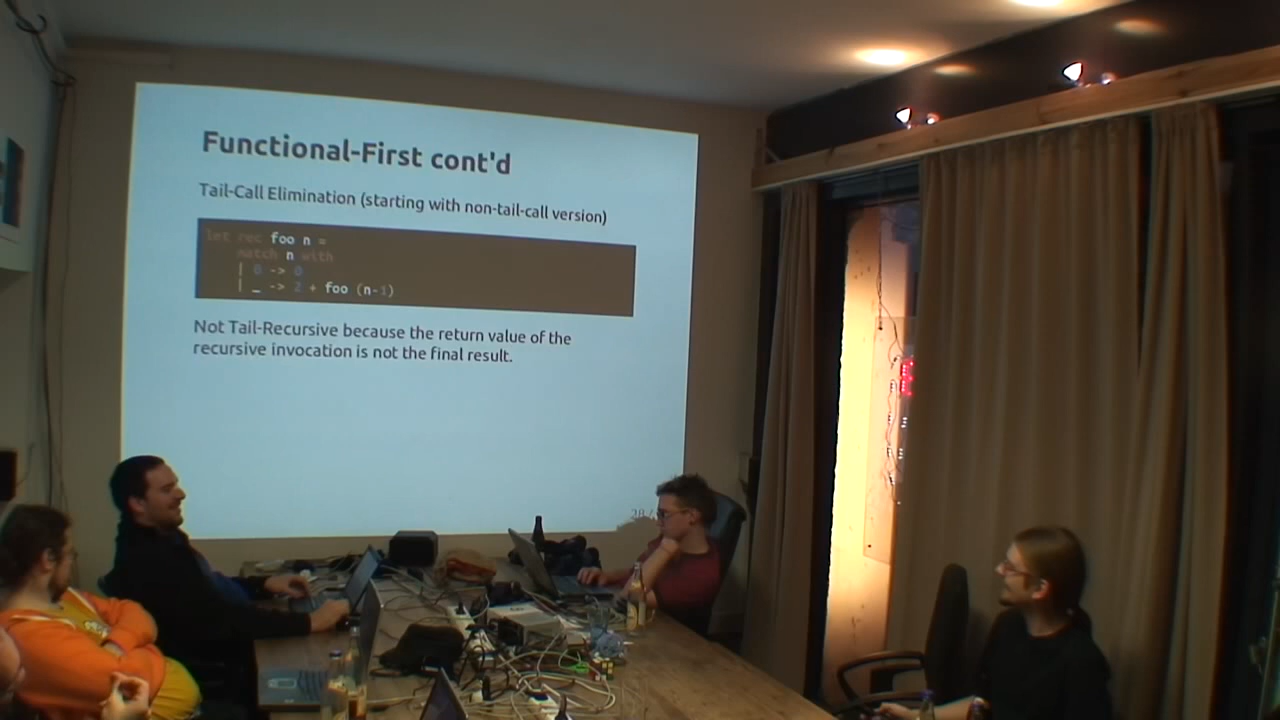 Functional-First cont'd
Tail-Call Elimination (starting with non-tail-call version)
let rec foo n =
match n with
| 0 -> 0
| _ -> 2 + foo (n-1)
Not Tail-Recursive because the return value of the
recursive invocation is not the final result.